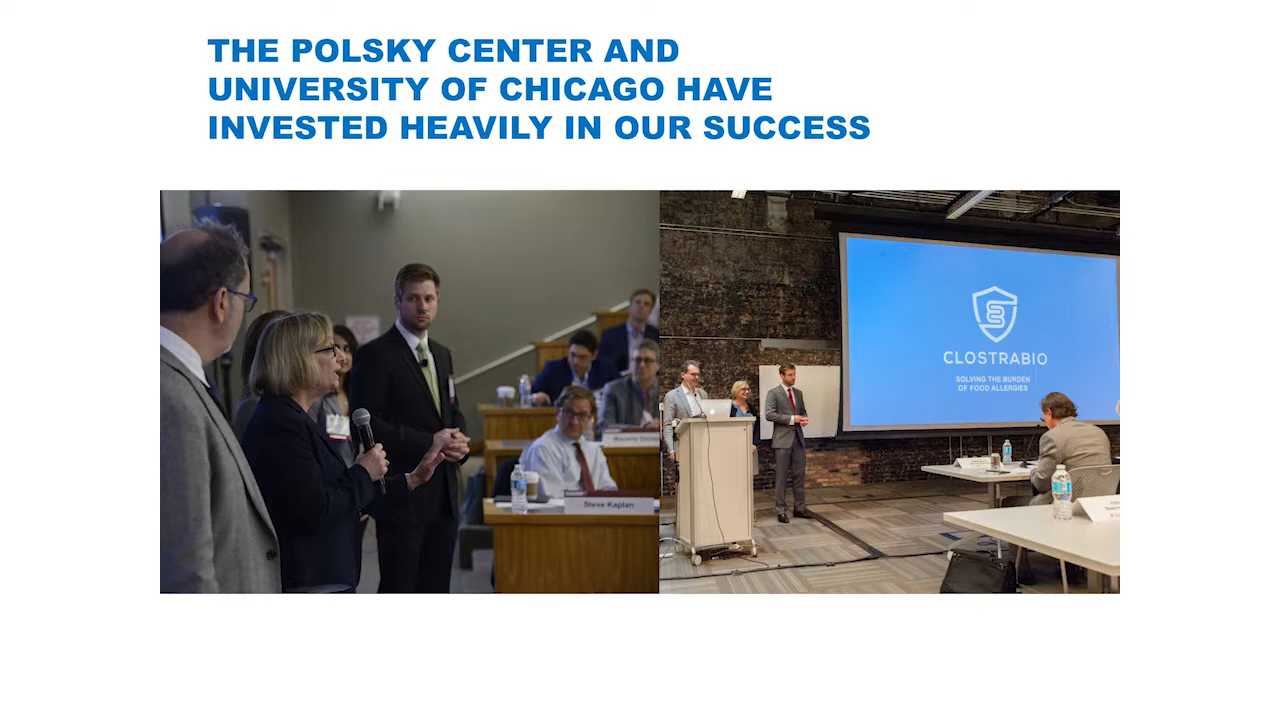 THE POLSKY CENTER AND
UNIVERSITY OF CHICAGO HAVE
INVESTED HEAVILY IN OUR SUCCESS
Steve Kaplan
CLOSTRABIO
SOLVING THE BURDEN
OF FOOD ALLERGIES